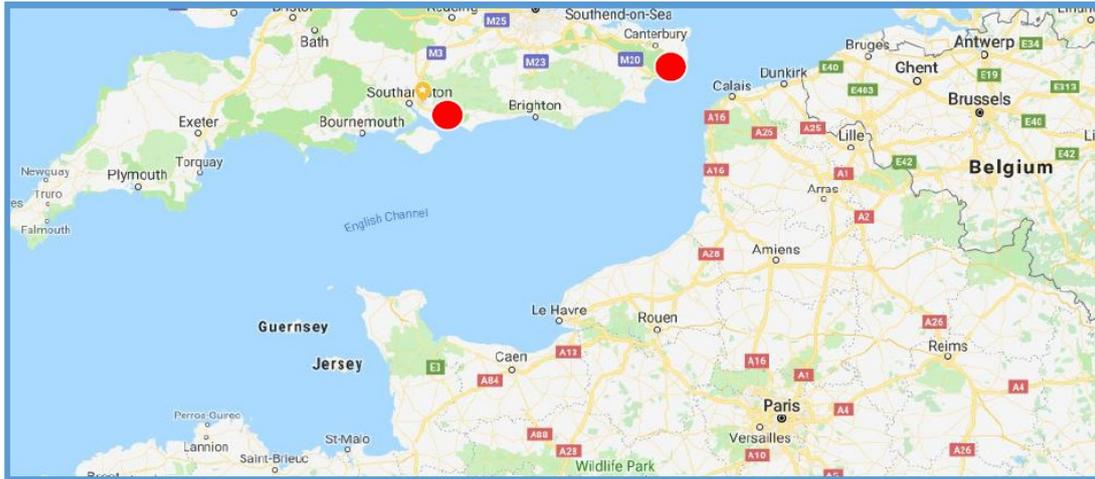 Bristol
Reading
M25
Southend-on-Sea
Bath
M3
M23
M20
Canterbury
Bruges
Antwerp
E34
E40
Ghent
E19
E313
E403
Calais
Dunkirk
Brussels
Southampton
Brighton
Bournemouth
Exeter
A16
A26
A25
Lille
E40
E42
E42
Torquay
Newquay
Plymouth
Truro
Falmouth
A16
A1
Belgium
Arras
A2
English Channel
A28
Amiens
Le Havre
Rouen
Guernsey
Jersey
E3
Caen
A13
A84
A16
A1
A26
Reims
A4
Perros-Guirec
Lannion
St-Malo
Saint-Brieuc
Paris
A4
Versailles
A88
A28
A10
Wildlife Park